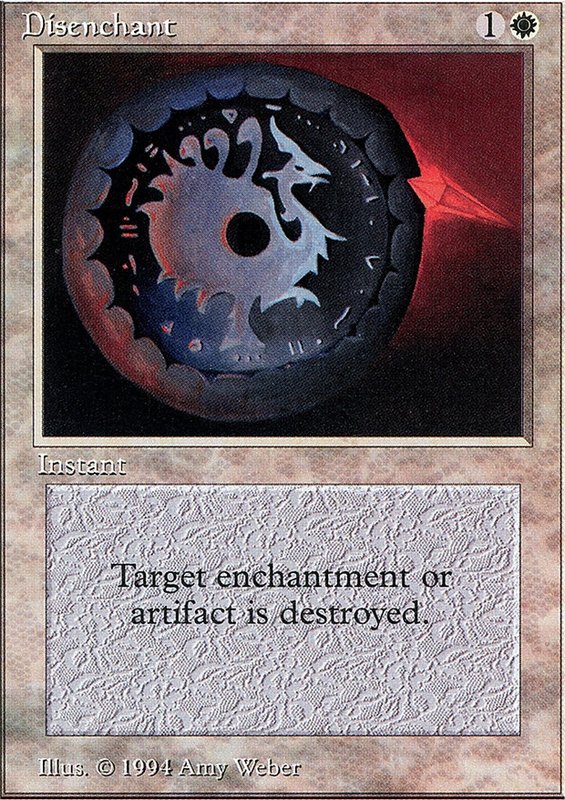 Disenchant 1
Instant
Target enchantment or
artifact is destroyed.
Illus. © 1994 Amy Weber